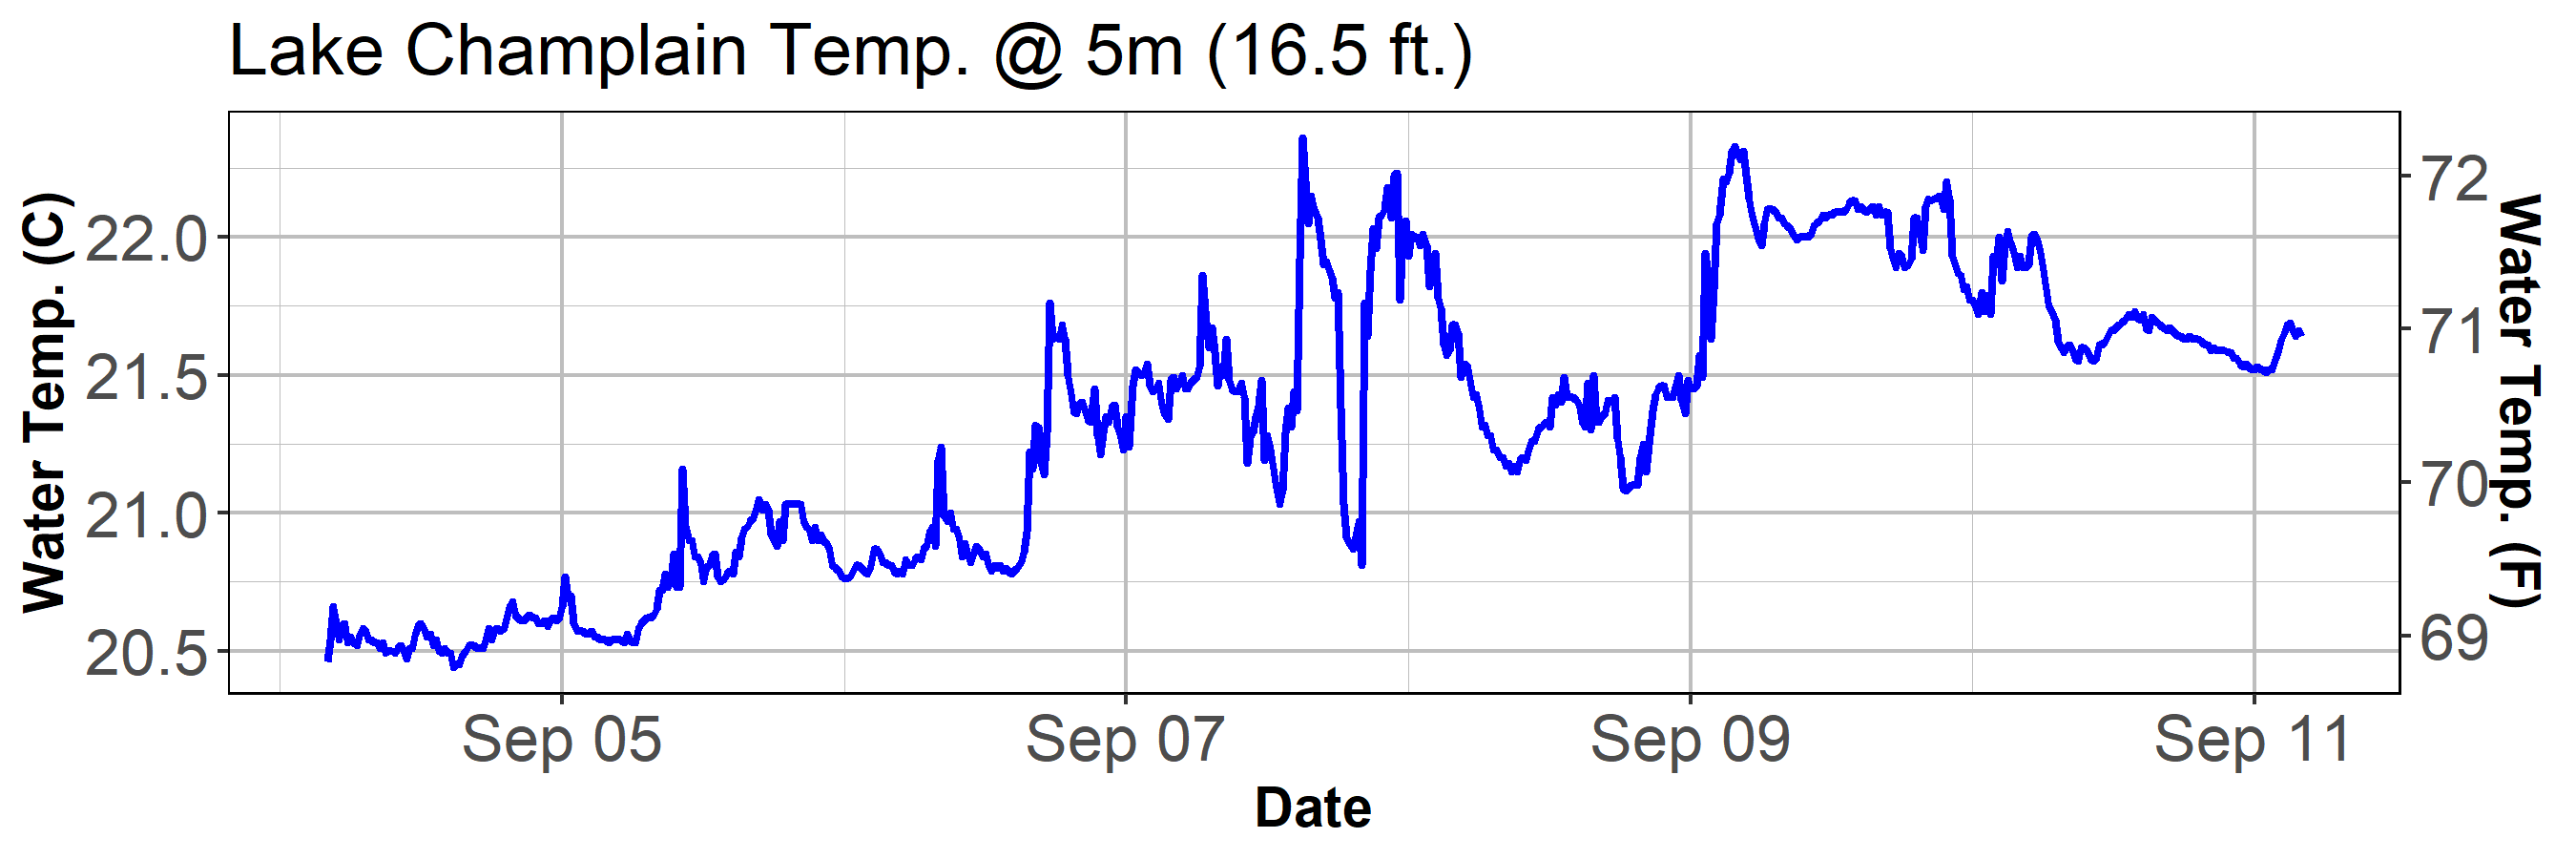 Lake Champlain Temp. @ 5m (16.5 ft.)
Water Temp. (C)
22.0
21.5
21.0
20.5
72
71
70
69
Water Temp. (F)
Sep 05 Sep 07 Sep 09 Sep 11
Date